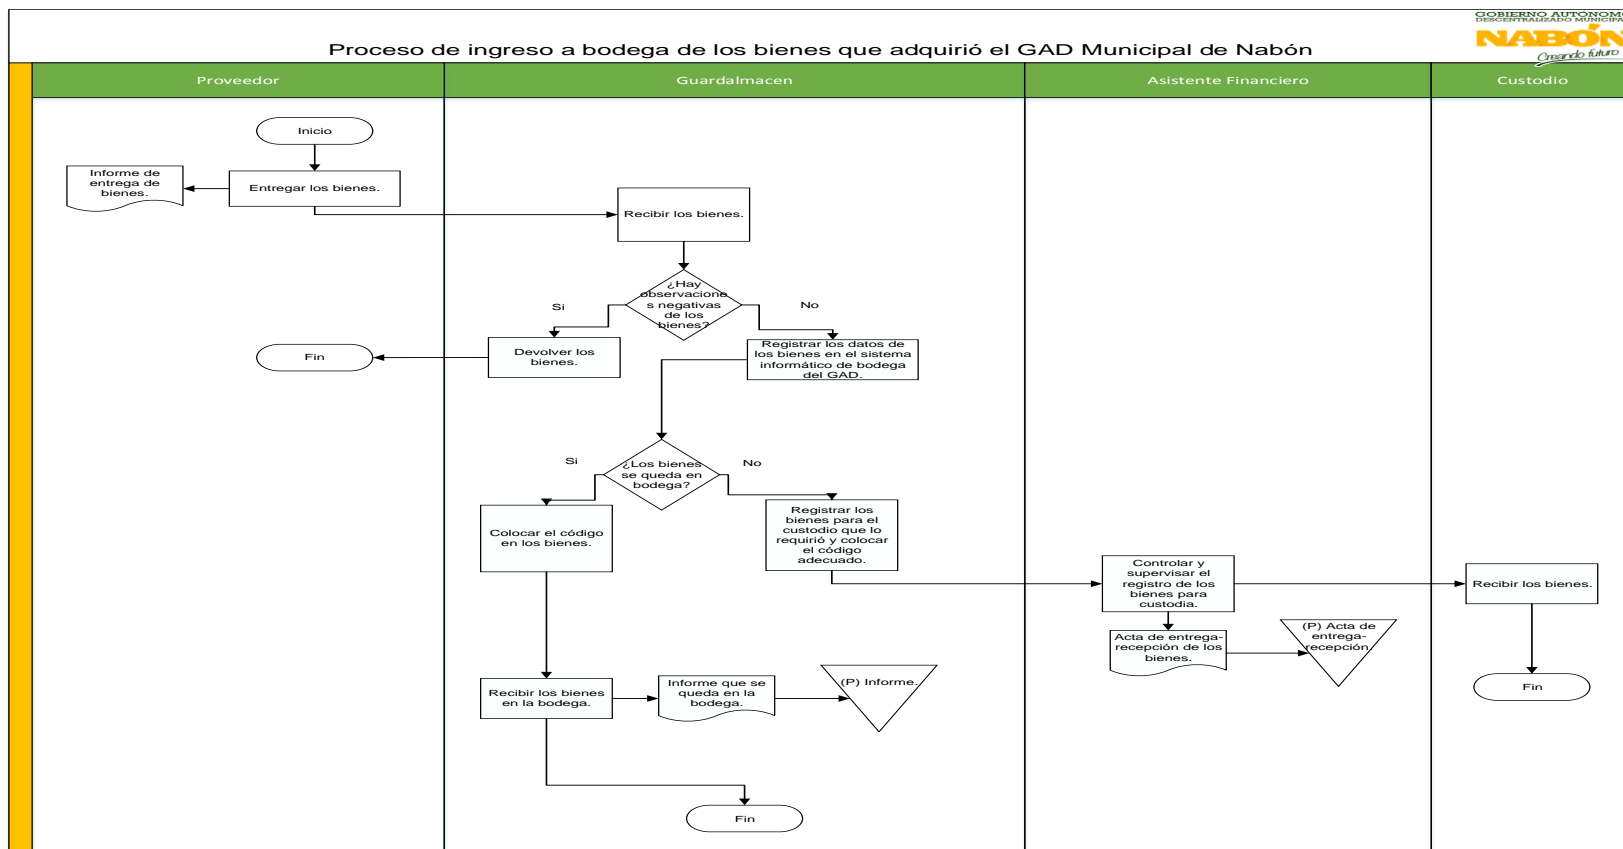 GOBIERNO AUTÓNOMO
DESCENTRALIZADO MUNICIPAL
NABÓN
Creando futuro
Proceso de ingreso a bodega de los bienes que adquirió el GAD Municipal de Nabón
Proveedor
Guardalmacen
Asistente Financiero
Custodio
Inicio
Informe de
entrega de
bienes.
Entregar los bienes.
Recibir los bienes.
¿Hay
observacione
s negativas
de los
bienes?
Si
No
Fin
Devolver los
bienes.
Registrar los datos de
los bienes en el sistema
informático de bodega
del GAD.
Si
¿Los bienes
se queda en
bodega?
No
Colocar el código
en los bienes.
Registrar los
bienes para el
custodio que lo
requirió y colocar
el código
adecuado.
Controlar y
supervisar el
registro de los
bienes para
custodia.
Recibir los bienes.
Acta de entrega-
recepción de los
bienes.
(P) Acta de
entrega-
recepción.
Recibir los bienes
en la bodega.
Informe que se
queda en la
bodega.
(P) Informe.
Fin
Fin